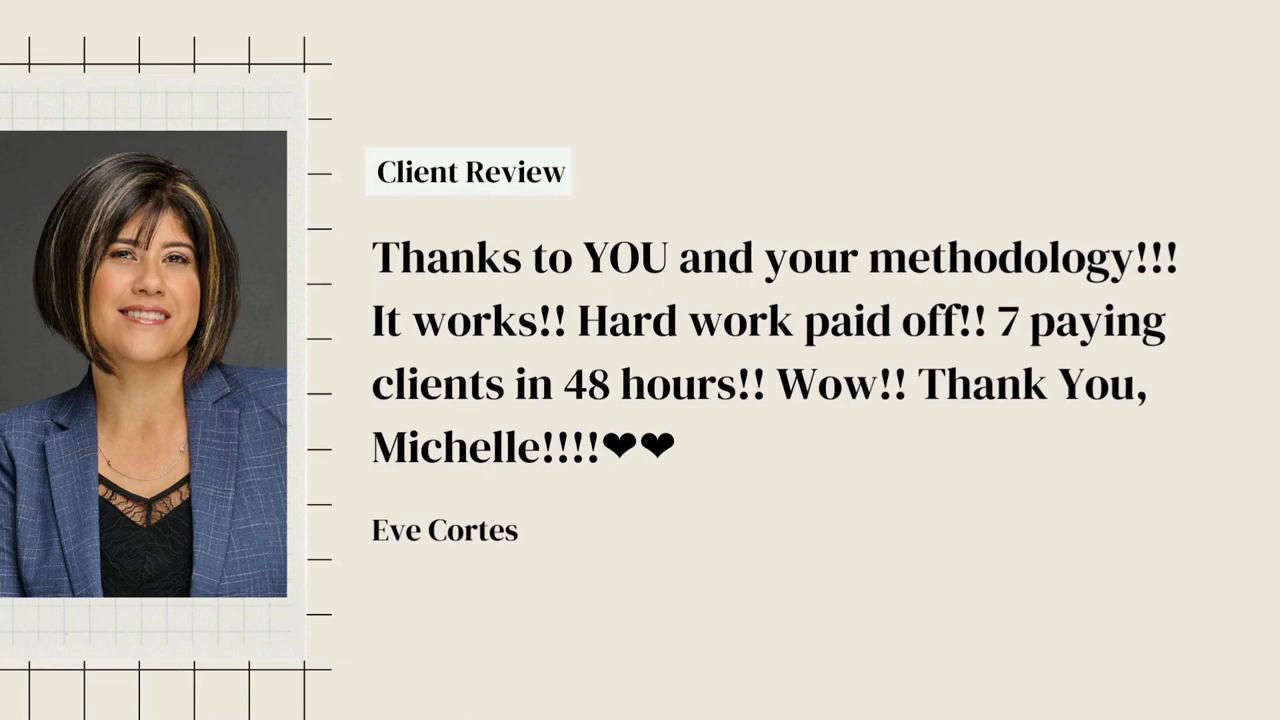 Client Review
Thanks to YOU and your methodology!!!
It works!! Hard work paid off!! 7 paying
clients in 48 hours!! Wow!! Thank You,
Michelle!!!!❤❤
Eve Cortes